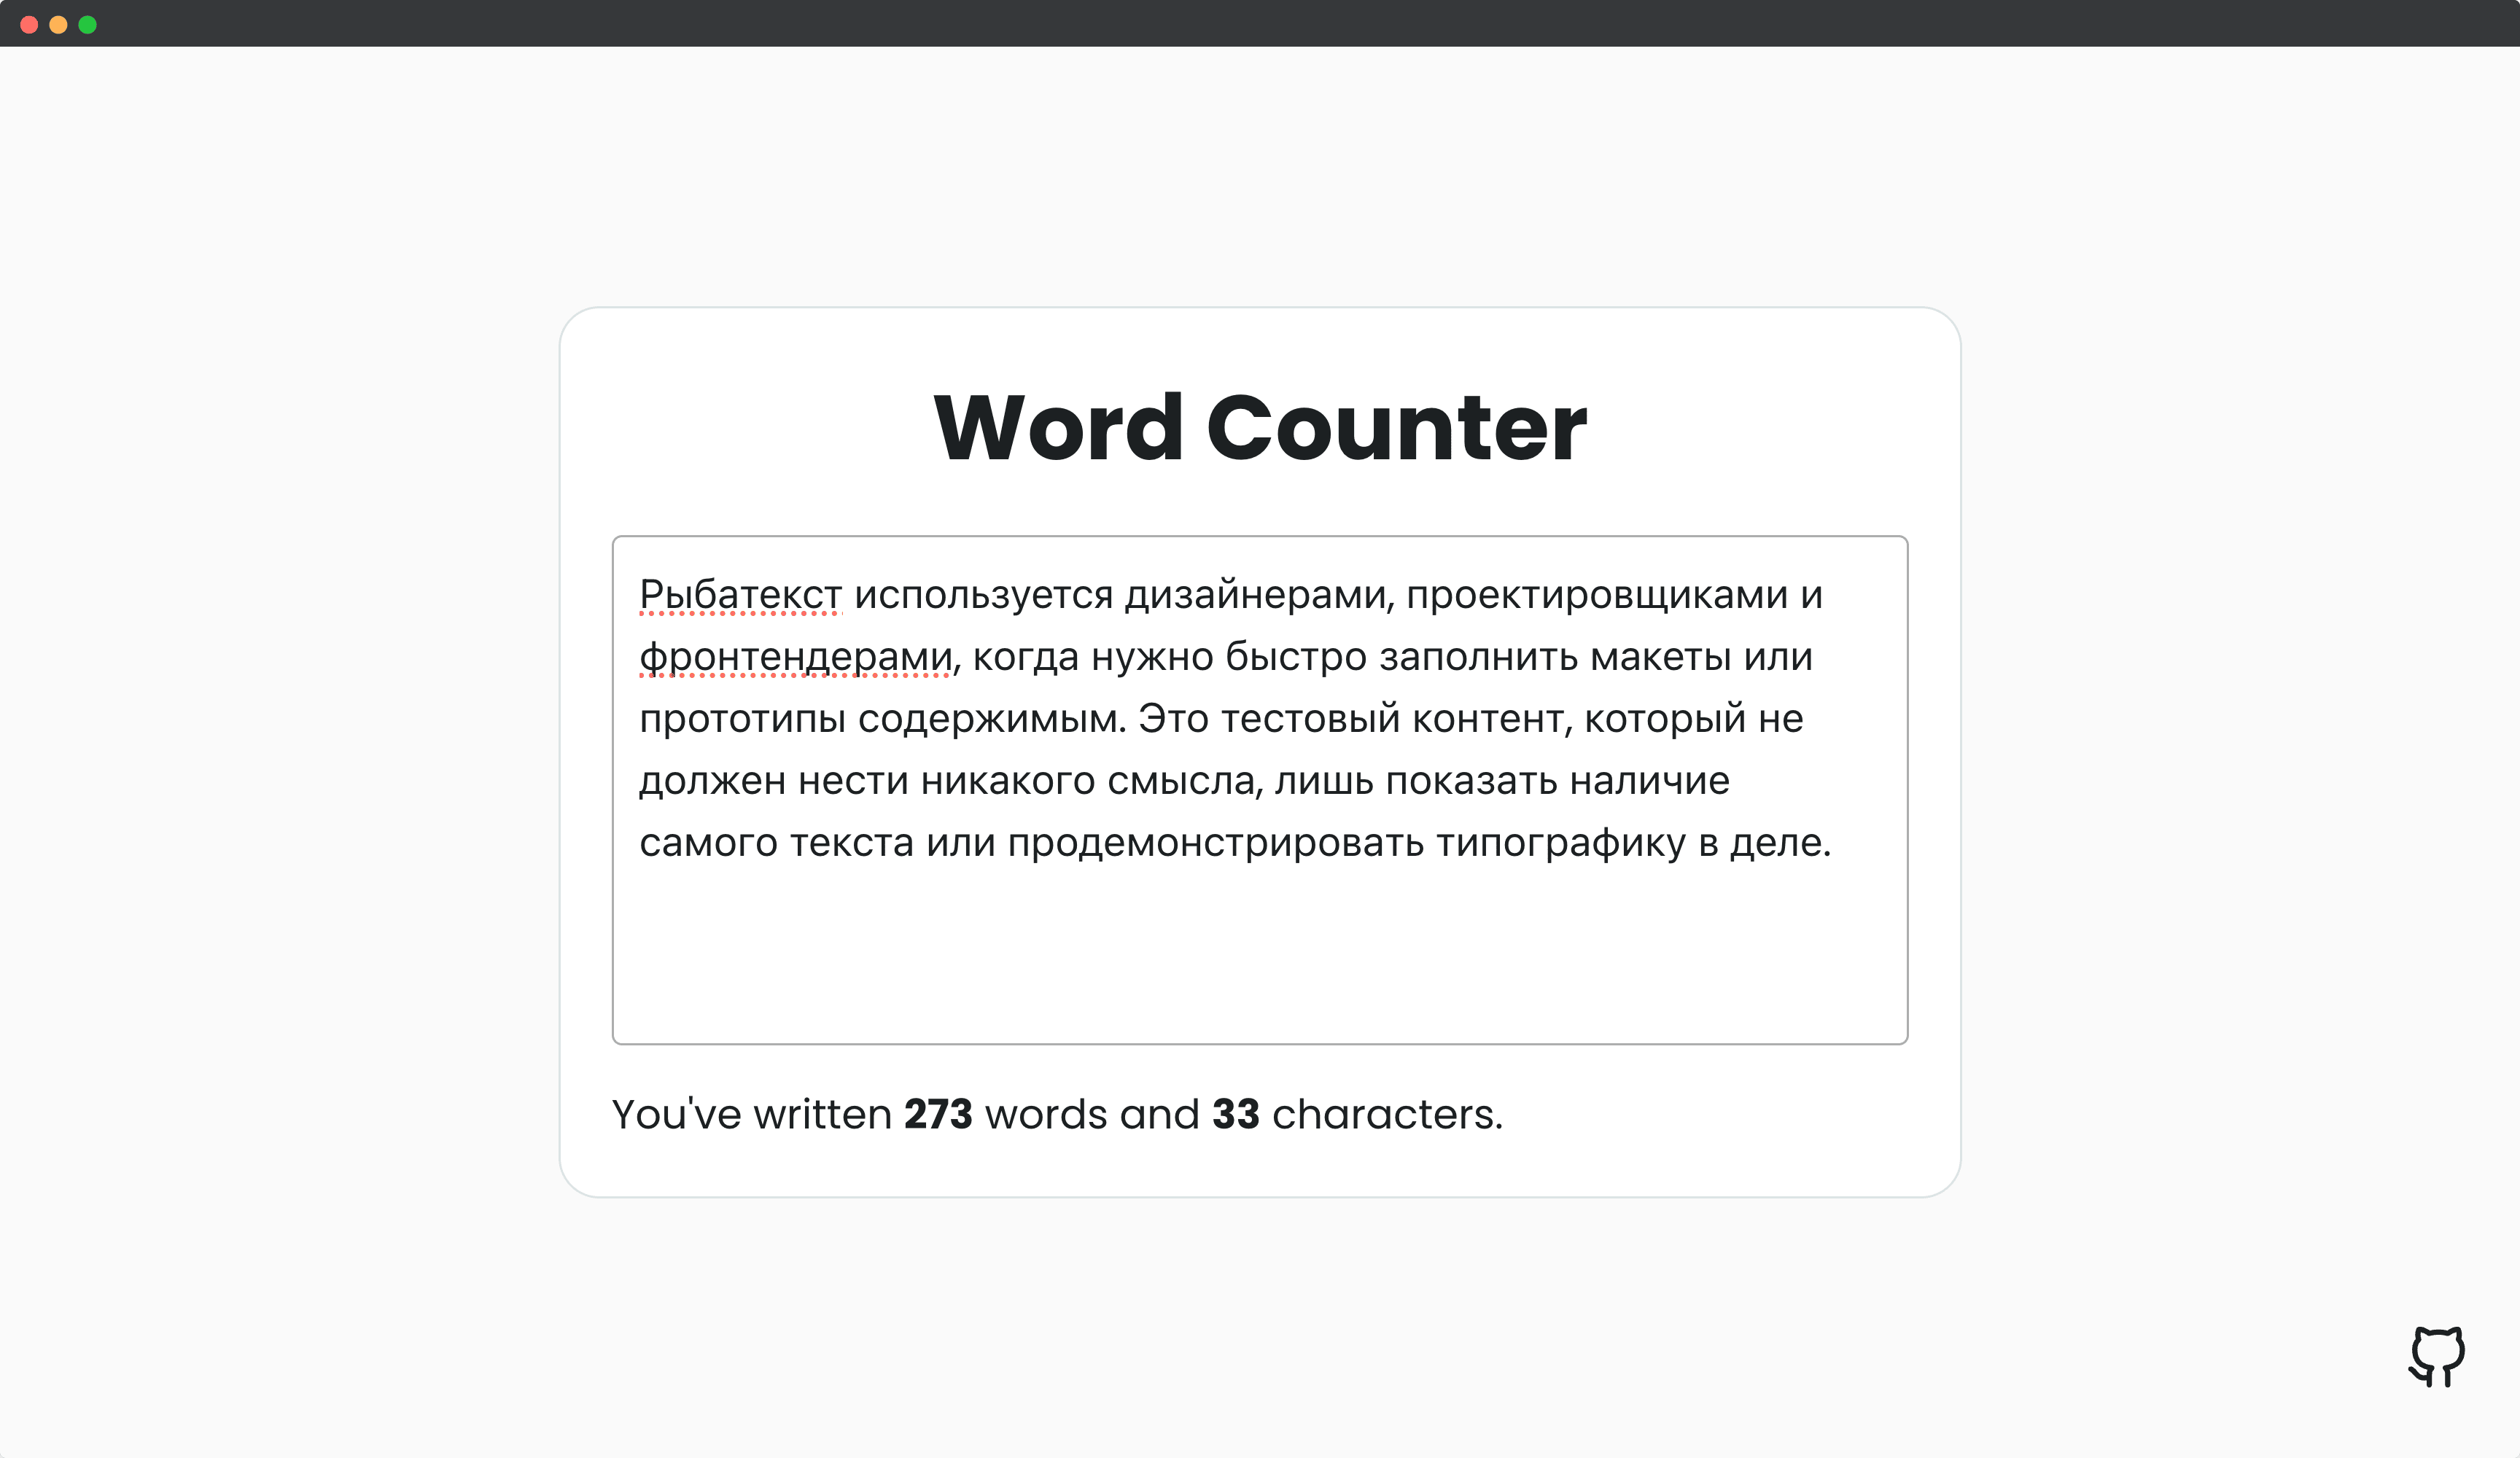 Word Counter
Рыбатекст используется дизайнерами, проектировщиками и
фронтендерами, когда нужно быстро заполнить макеты или
прототипы содержимым. Это тестовый контент, который не
должен нести никакого смысла, лишь показать наличие
самого текста или продемонстрировать типографику в деле.
You've written 273 words and 33 characters.